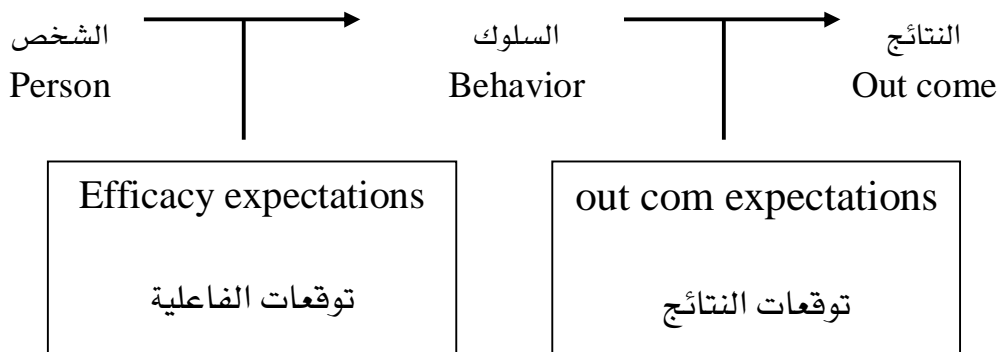 الشخص
Person
السلوك
Behavior
النتائج
Out come
Efficacy expectations
توقعات الفاعلية
out com expectations
توقعات النتائج